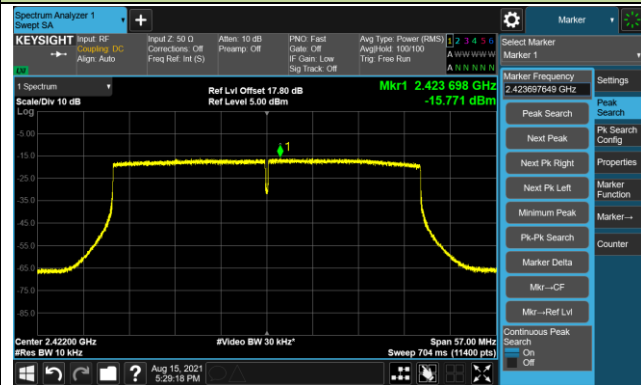 Spectrum Analyzer 1
Swept SA
Marker
KEYSIGHT
Input: RF
Coupling: DC
Align: Auto
Input Z: 50 Ω
Corrections: Off
Freq Ref: Int (S)
Atten: 10 dB
Preamp: Off
PNO: Fast
Gate: Off
IF Gain: Low
Sig Track: Off
Avg Type: Power (RMS)
Avg|Hold: 100/100
Trig: Free Run
1 2 3 4 5 6
A W W W W W
A N N N N N
Select Marker
Marker 1
1 Spectrum
Scale/Div 10 dB
Log
Ref Lvl Offset 17.80 dB
Ref Level 5.00 dBm
Mkr1 2.423 698 GHz
-15.771 dBm
Marker Frequency
2.423697649 GHz
Peak Search
Next Peak
Next Pk Right
Next Pk Left
Minimum Peak
Pk-Pk Search
Marker Delta
Mkr→CF
Mkr→Ref Lvl
Continuous Peak
Search
On
Off
Settings
Peak
Search
Pk Search
Config
Properties
Marker
Function
Marker→
Counter
1
-5.00
-15.0
-25.0
-35.0
-45.0
-55.0
-65.0
-75.0
-85.0
Center 2.42200 GHz
#Res BW 10 kHz
#Video BW 30 kHz*
Span 57.00 MHz
Sweep 704 ms (11400 pts)
?
Aug 15, 2021
5:29:18 PM